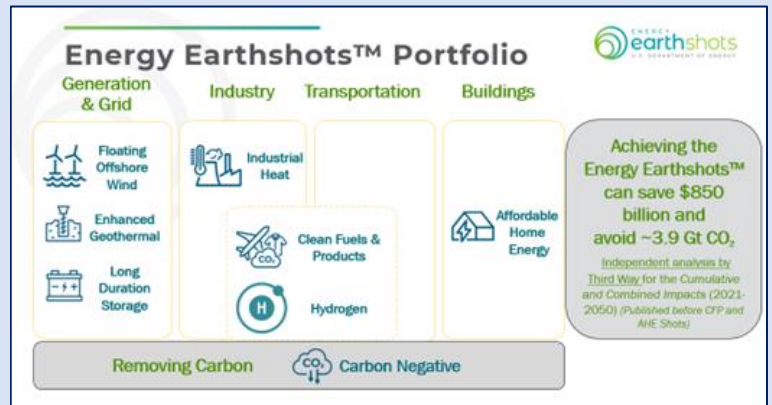 Energy Earthshots™ Portfolio
ENERGY
earthshots
U.S. DEPARTMENT OF ENERGY
Generation
& Grid
Industry
Transportation
Buildings
Floating
Offshore
Wind
Enhanced
Geothermal
Long
Duration
Storage
Industrial
Heat
CO₂
Clean Fuels &
Products
H
Hydrogen
Affordable
Home
Energy
Achieving the
Energy Earthshots™
can save $850
billion and
avoid ~3.9 Gt CO₂
Independent analysis by
Third Way for the Cumulative
and Combined Impacts (2021-
2050) (Published before CFP and
AHE Shots)
Removing Carbon
CO₂
Carbon Negative